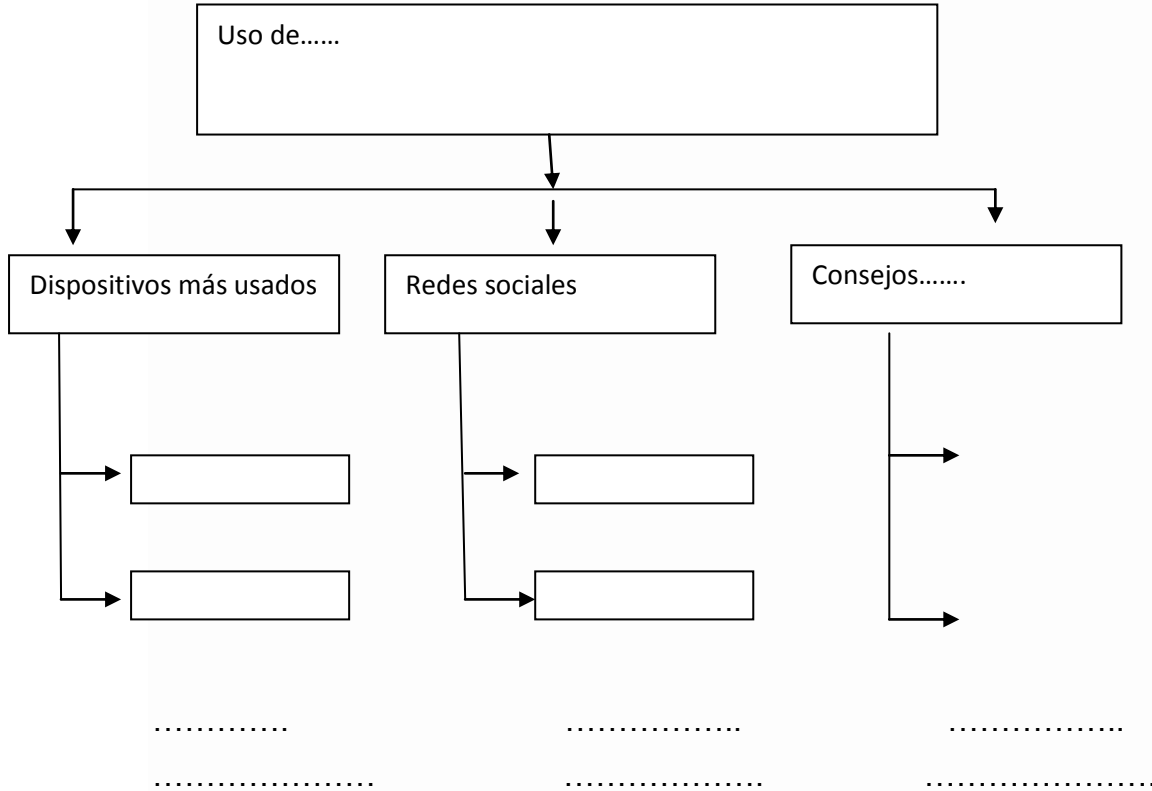 Uso de……
Dispositivos más usados
Redes sociales
Consejos…….
………….
……………….
……………..
………………….
………………..
…………………..